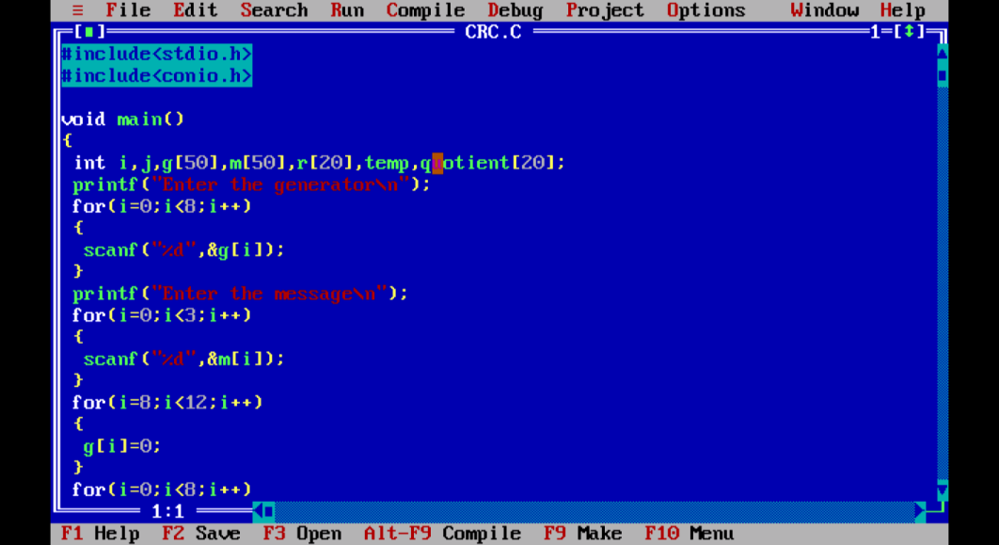 ≡ File Edit Search Run Compile Debug Project Options Window Help
[■] CRC.C 1=[↕]
#include<stdio.h>
#include<conio.h>
void main()
{
int i,j,g[50],m[50],r[20],temp,quotient[20];
printf("Enter the generator\n");
for(i=0;i<8;i++)
{
scanf("%d",&g[i]);
}
printf("Enter the message\n");
for(i=0;i<3;i++)
{
scanf("%d",&m[i]);
}
for(i=8;i<12;i++)
{
g[i]=0;
}
for(i=0;i<8;i++)
1:1
F1 Help F2 Save F3 Open Alt-F9 Compile F9 Make F10 Menu